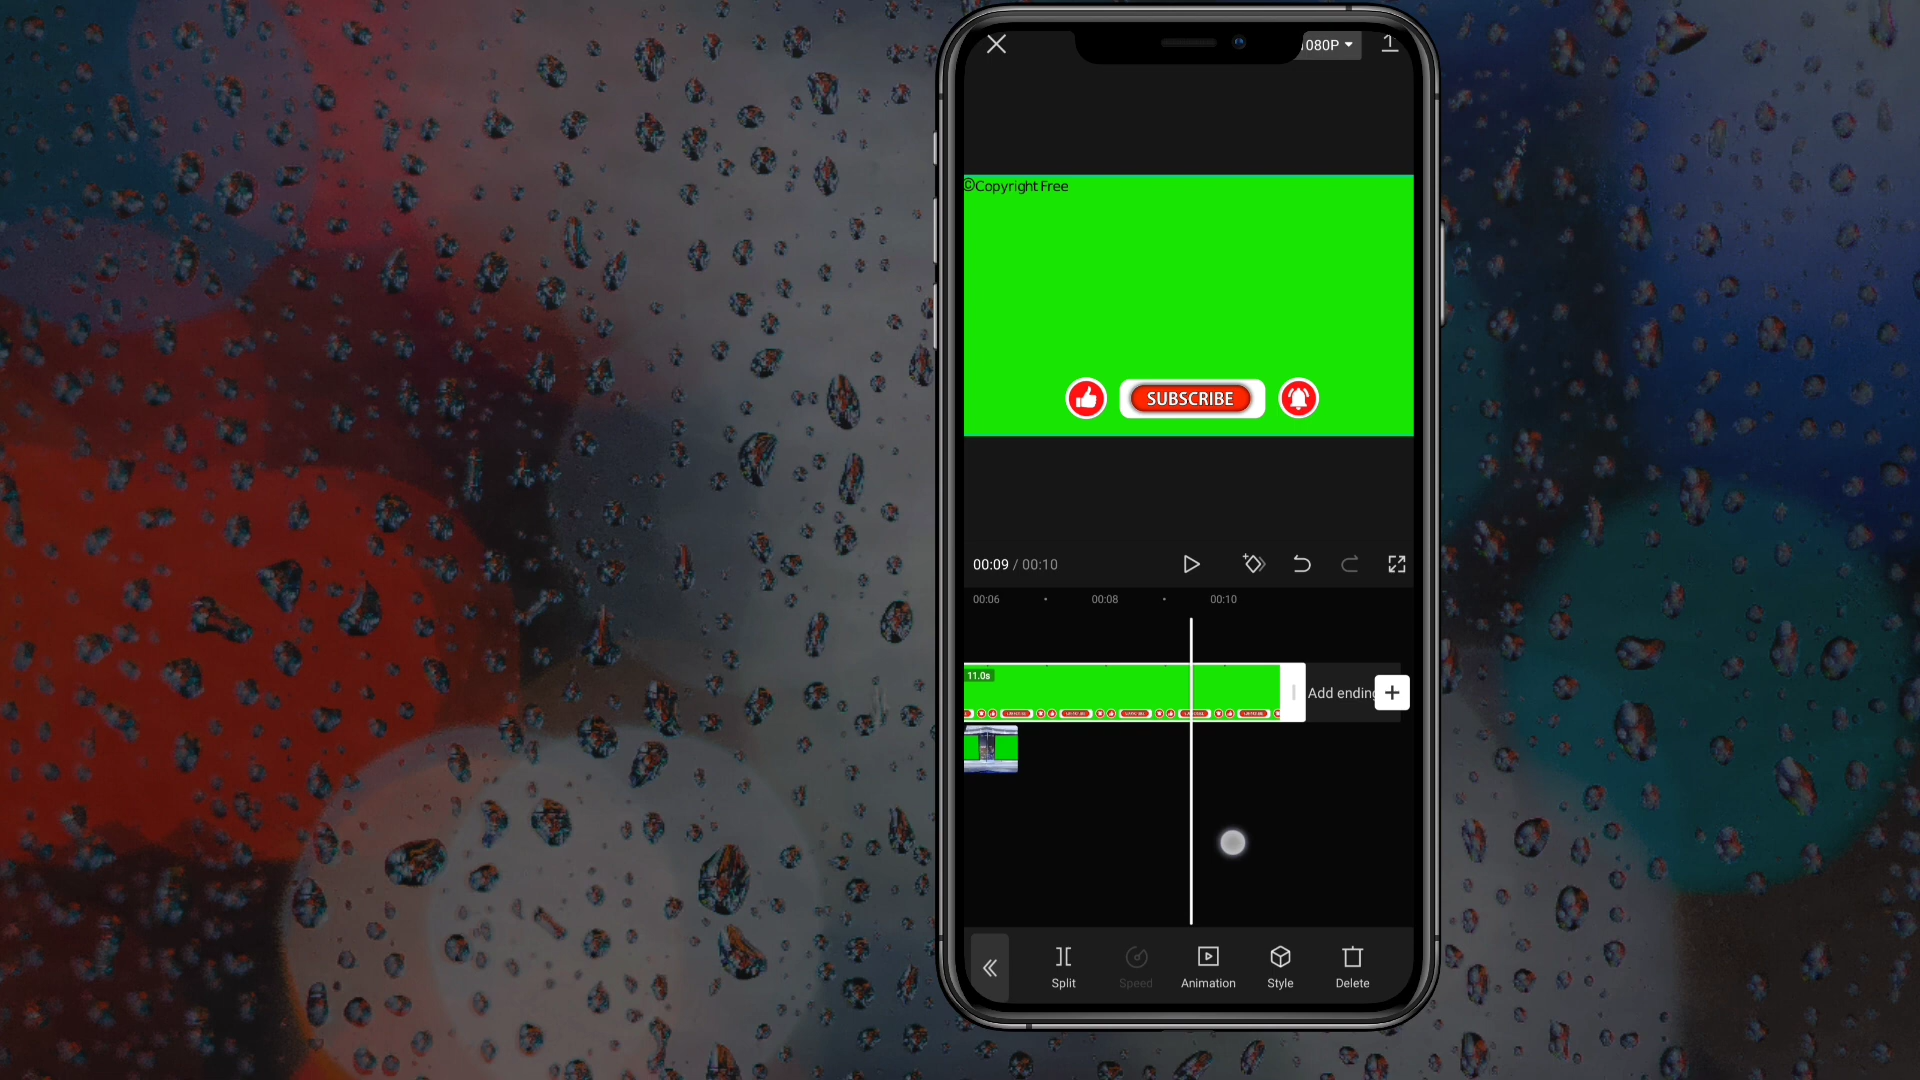 1080P
©Copyright Free
SUBSCRIBE
00:09 / 00:10
00:06
00:08
00:10
11.0s
Add ending
Split
Speed
Animation
Style
Delete